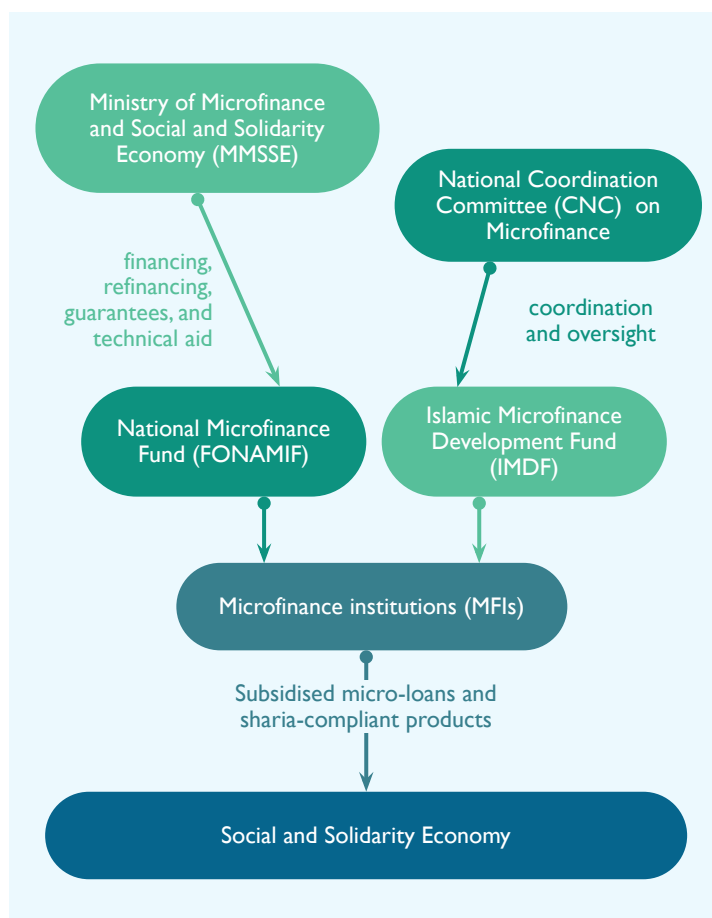 Ministry of Microfinance
and Social and Solidarity
Economy (MMSSE)
National Coordination
Committee (CNC) on
Microfinance
financing,
refinancing,
guarantees, and
technical aid
coordination
and oversight
National Microfinance
Fund (FONAMIF)
Islamic Microfinance
Development Fund
(IMDF)
Microfinance institutions (MFIs)
Subsidised micro-loans and
sharia-compliant products
Social and Solidarity Economy